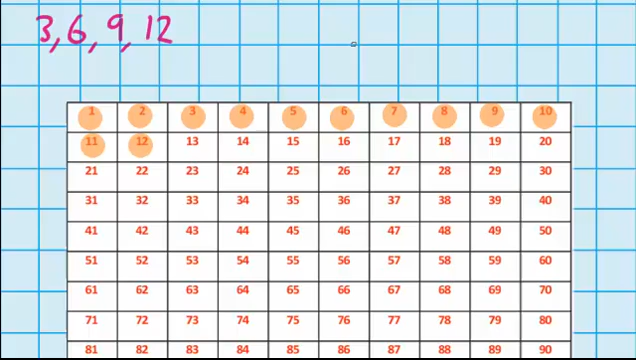 3, 6, 9, 12
1 2 3 4 5 6 7 8 9 10
11 12 13 14 15 16 17 18 19 20
21 22 23 24 25 26 27 28 29 30
31 32 33 34 35 36 37 38 39 40
41 42 43 44 45 46 47 48 49 50
51 52 53 54 55 56 57 58 59 60
61 62 63 64 65 66 67 68 69 70
71 72 73 74 75 76 77 78 79 80
81 82 83 84 85 86 87 88 89 90